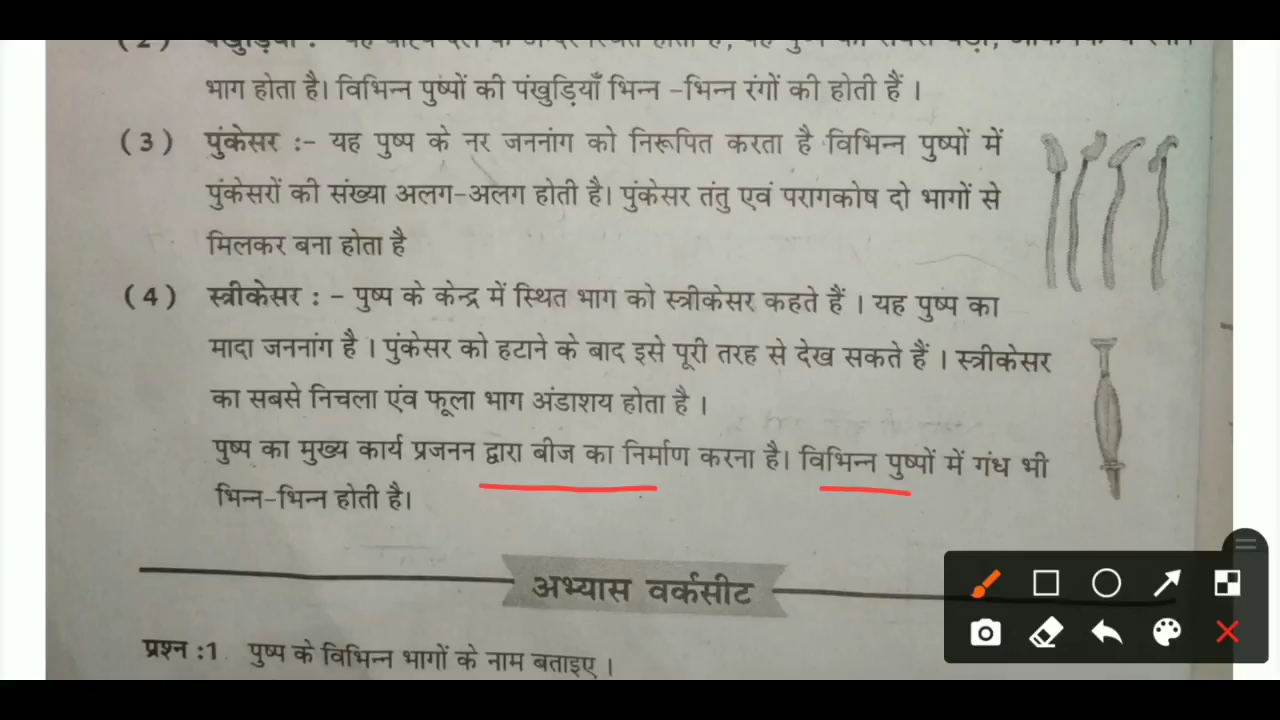 भाग होता है। विभिन्न पुष्पों की पंखुड़ियाँ भिन्न -भिन्न रंगों की होती हैं ।
(3) पुंकेसर :- यह पुष्प के नर जननांग को निरूपित करता है विभिन्न पुष्पों में
पुंकेसरों की संख्या अलग-अलग होती है। पुंकेसर तंतु एवं परागकोष दो भागों से
मिलकर बना होता है
(4) स्त्रीकेसर : - पुष्प के केन्द्र में स्थित भाग को स्त्रीकेसर कहते हैं । यह पुष्प का
मादा जननांग है । पुंकेसर को हटाने के बाद इसे पूरी तरह से देख सकते हैं । स्त्रीकेसर
का सबसे निचला एंव फूला भाग अंडाशय होता है ।
पुष्प का मुख्य कार्य प्रजनन द्वारा बीज का निर्माण करना है। विभिन्न पुष्पों में गंध भी
भिन्न-भिन्न होती है।
अभ्यास वर्कसीट
प्रश्न :1 पुष्प के विभिन्न भागों के नाम बताइए ।